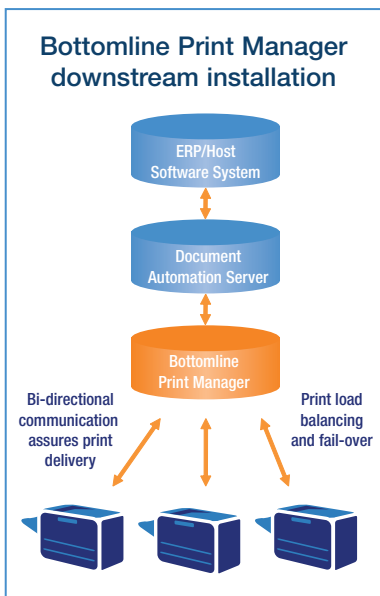 Bottomline Print Manager
downstream installation
ERP/Host
Software System
Document
Automation Server
Bottomline
Print Manager
Bi-directional
communication
assures print
delivery
Print load
balancing
and fail-over